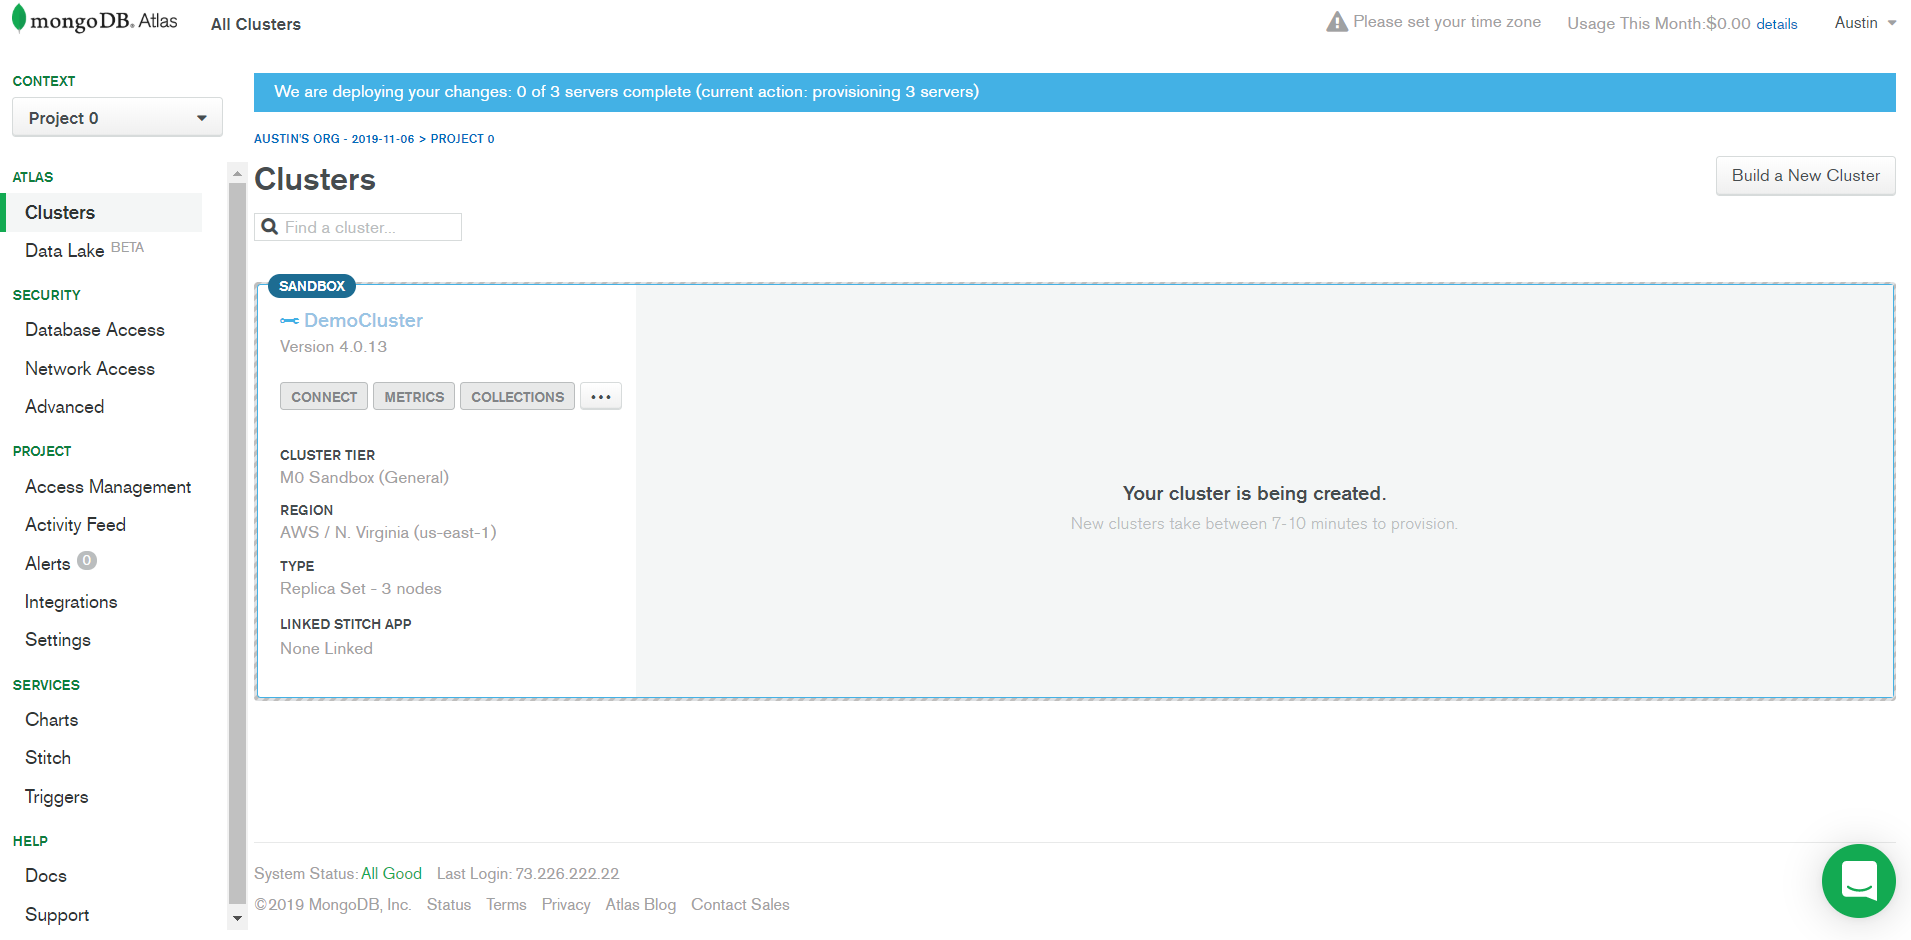 mongoDB. Atlas
All Clusters
Please set your time zone
Usage This Month:$0.00 details
Austin
CONTEXT
Project 0
ATLAS
Clusters
Data Lake BETA
SECURITY
Database Access
Network Access
Advanced
PROJECT
Access Management
Activity Feed
Alerts 0
Integrations
Settings
SERVICES
Charts
Stitch
Triggers
HELP
Docs
Support
We are deploying your changes: 0 of 3 servers complete (current action: provisioning 3 servers)
AUSTIN'S ORG - 2019-11-06 > PROJECT 0
Clusters
Build a New Cluster
Find a cluster...
SANDBOX
DemoCluster
Version 4.0.13
CONNECT METRICS COLLECTIONS ...
CLUSTER TIER
M0 Sandbox (General)
REGION
AWS / N. Virginia (us-east-1)
TYPE
Replica Set - 3 nodes
LINKED STITCH APP
None Linked
Your cluster is being created.
New clusters take between 7-10 minutes to provision.
System Status: All Good Last Login: 73.226.222.22
©2019 MongoDB, Inc. Status Terms Privacy Atlas Blog Contact Sales